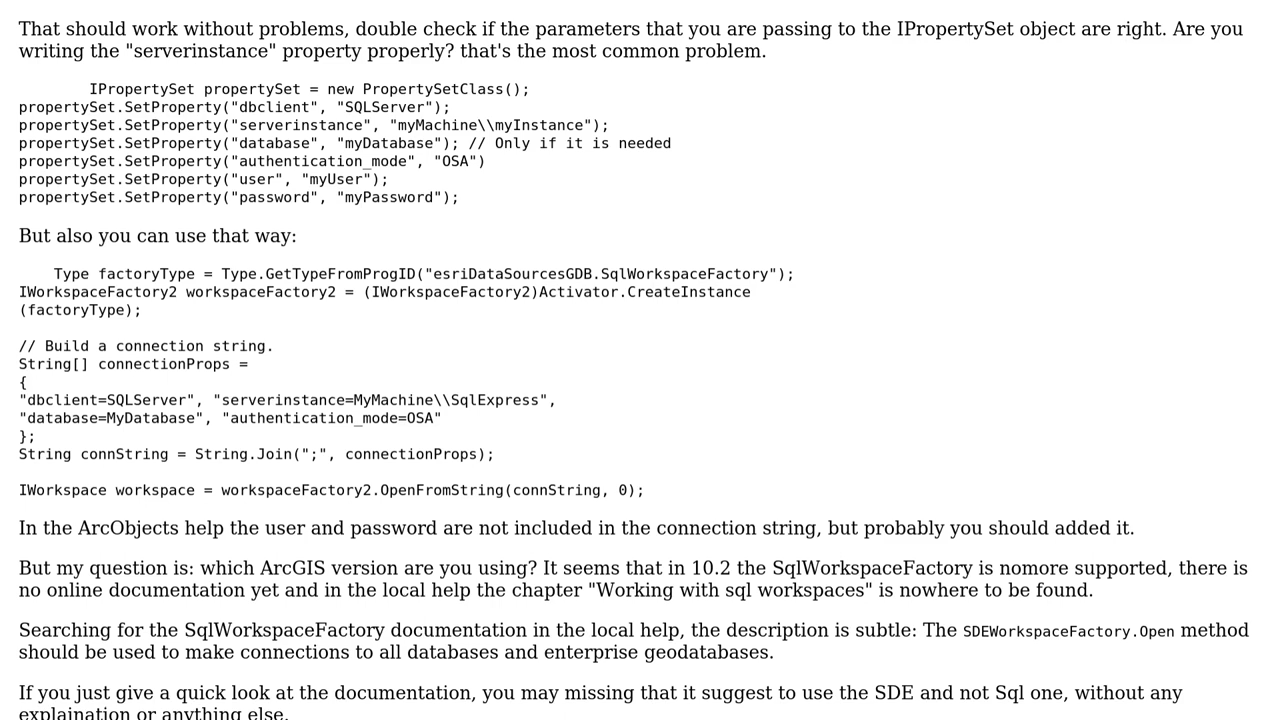 That should work without problems, double check if the parameters that you are passing to the IPropertySet object are right. Are you
writing the "serverinstance" property properly? that's the most common problem.
IPropertySet propertySet = new PropertySetClass();
propertySet.SetProperty("dbclient", "SQLServer");
propertySet.SetProperty("serverinstance", "myMachine\\myInstance");
propertySet.SetProperty("database", "myDatabase"); // Only if it is needed
propertySet.SetProperty("authentication_mode", "OSA")
propertySet.SetProperty("user", "myUser");
propertySet.SetProperty("password", "myPassword");
But also you can use that way:
Type factoryType = Type.GetTypeFromProgID("esriDataSourcesGDB.SqlWorkspaceFactory");
IWorkspaceFactory2 workspaceFactory2 = (IWorkspaceFactory2)Activator.CreateInstance
(factoryType);
// Build a connection string.
String[] connectionProps =
{
"dbclient=SQLServer", "serverinstance=MyMachine\\SqlExpress",
"database=MyDatabase", "authentication_mode=OSA"
};
String connString = String.Join(";", connectionProps);
IWorkspace workspace = workspaceFactory2.OpenFromString(connString, 0);
In the ArcObjects help the user and password are not included in the connection string, but probably you should added it.
But my question is: which ArcGIS version are you using? It seems that in 10.2 the SqlWorkspaceFactory is nomore supported, there is
no online documentation yet and in the local help the chapter "Working with sql workspaces" is nowhere to be found.
Searching for the SqlWorkspaceFactory documentation in the local help, the description is subtle: The SDEWorkspaceFactory.Open method
should be used to make connections to all databases and enterprise geodatabases.
If you just give a quick look at the documentation, you may missing that it suggest to use the SDE and not Sql one, without any
explaination or anything else.